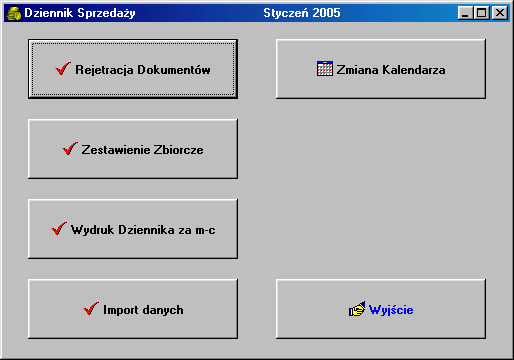 Dziennik Sprzedaży Styczeń 2005
Rejetracja Dokumentów
Zmiana Kalendarza
Zestawienie Zbiorcze
Wydruk Dziennika za m-c
Import danych
Wyjście